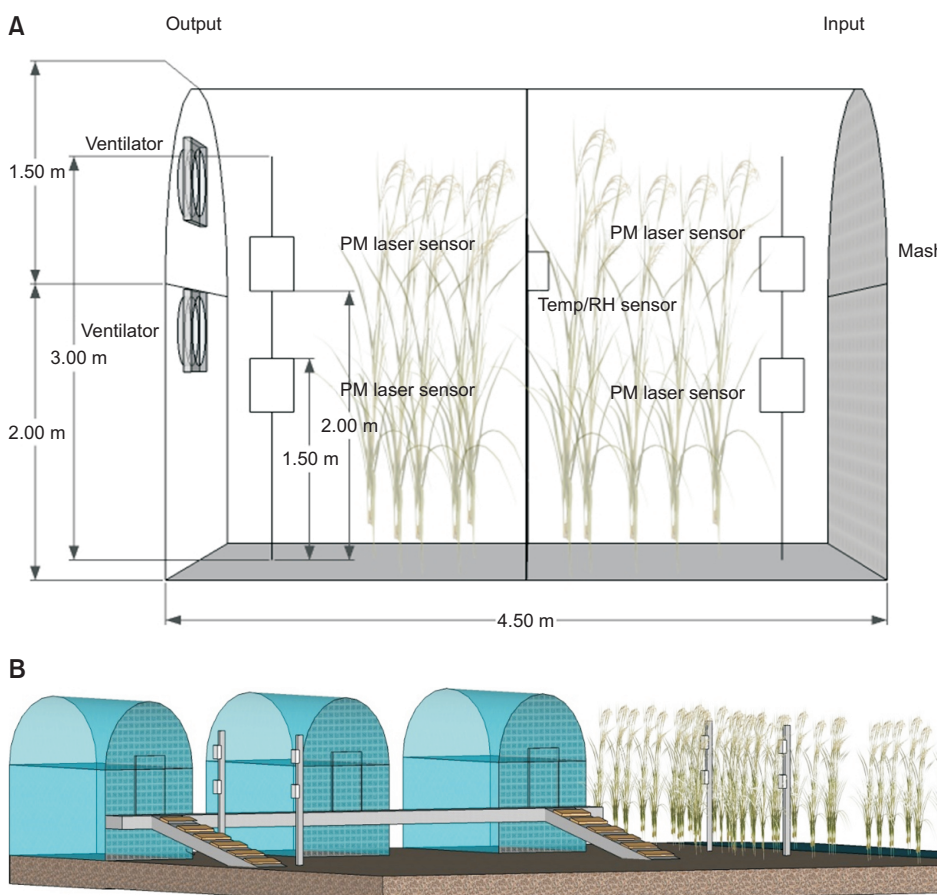 A
Output
Input
Ventilator
1.50 m
PM laser sensor
PM laser sensor
Mash
Temp/RH sensor
Ventilator
3.00 m
PM laser sensor
PM laser sensor
2.00 m
2.00 m
1.50 m
4.50 m
B